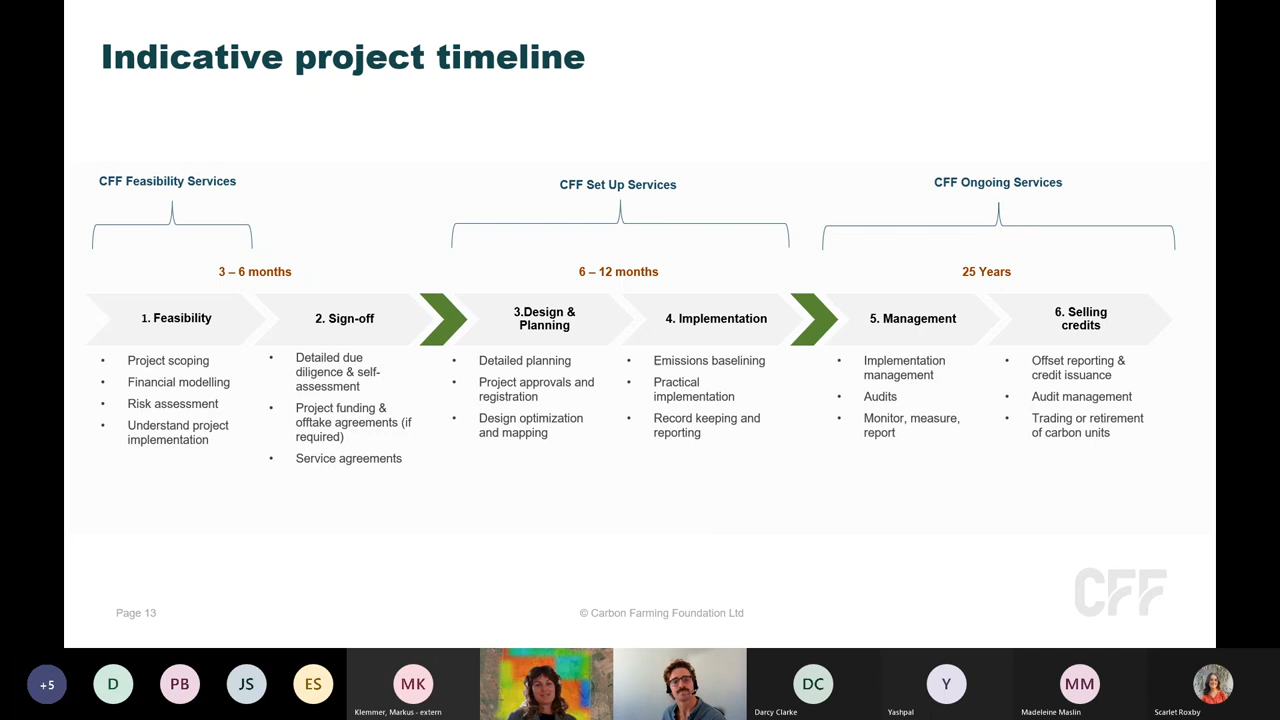 Indicative project timeline
CFF Feasibility Services
CFF Set Up Services
CFF Ongoing Services
3 – 6 months
6 – 12 months
25 Years
1. Feasibility
• Project scoping
• Financial modelling
• Risk assessment
• Understand project
implementation
2. Sign-off
• Detailed due
diligence & self-
assessment
• Project funding &
offtake agreements (if
required)
• Service agreements
3.Design &
Planning
• Detailed planning
• Project approvals and
registration
• Design optimization
and mapping
4. Implementation
• Emissions baselining
• Practical
implementation
• Record keeping and
reporting
5. Management
• Implementation
management
• Audits
• Monitor, measure,
report
6. Selling
credits
• Offset reporting &
credit issuance
• Audit management
• Trading or retirement
of carbon units
Page 13
© Carbon Farming Foundation Ltd
CFF
+5
D
PB
JS
ES
MK
Klemmer, Markus - extern
DC
Darcy Clarke
Y
Yashpal
MM
Madeleine Maslin
Scarlet Roxby